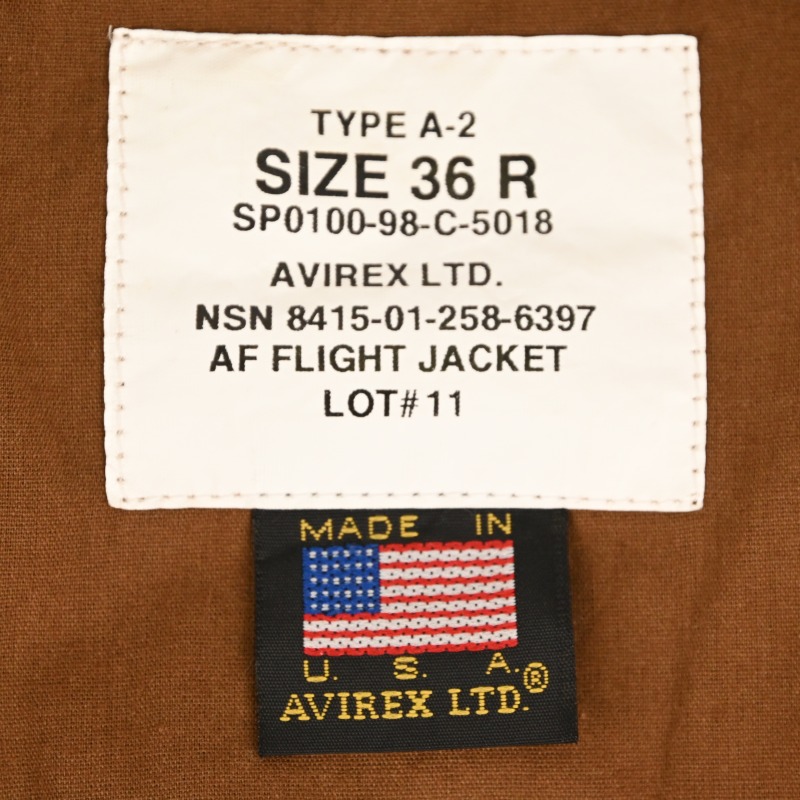 TYPE A-2
SIZE 36 R
SP0100-98-C-5018
AVIREX LTD.
NSN 8415-01-258-6397
AF FLIGHT JACKET
LOT# 11
MADE IN
U. S. A.
AVIREX LTD.®